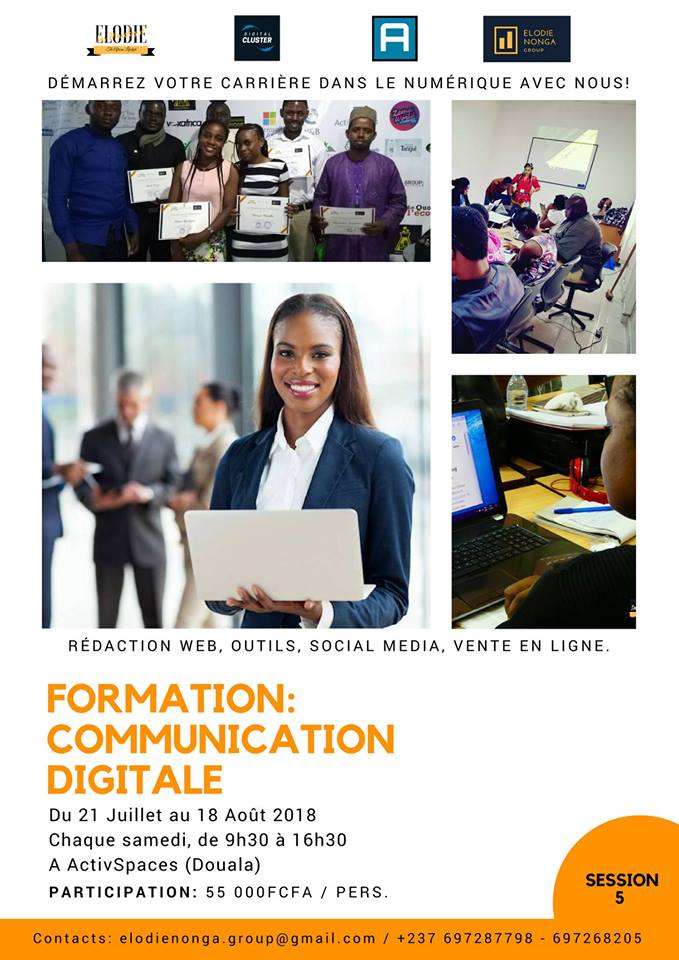 ELODIE
DIGITAL
CLUSTER
A
ELODIE
NONGA
GROUP
DÉMARREZ VOTRE CARRIÈRE DANS LE NUMÉRIQUE AVEC NOUS!
voxafrica
RÉDACTION WEB, OUTILS, SOCIAL MEDIA, VENTE EN LIGNE.
FORMATION:
COMMUNICATION
DIGITALE
Du 21 Juillet au 18 Août 2018
Chaque samedi, de 9h30 à 16h30
A ActivSpaces (Douala)
PARTICIPATION: 55 000FCFA / PERS.
SESSION
5
Contacts: elodienonga.group@gmail.com / +237 697287798 - 697268205